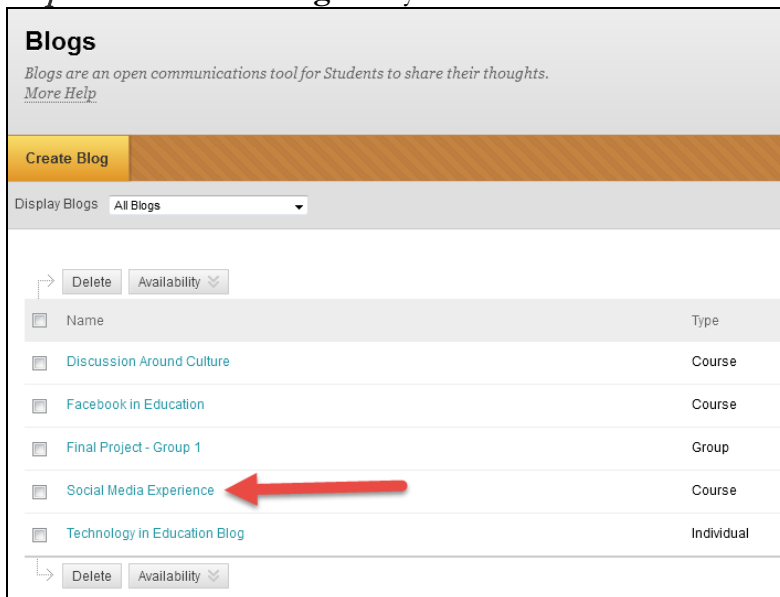 Blogs
Blogs are an open communications tool for Students to share their thoughts.
More Help
Create Blog
Display Blogs All Blogs
Delete Availability
Name Type
Discussion Around Culture Course
Facebook in Education Course
Final Project - Group 1 Group
Social Media Experience Course
Technology in Education Blog Individual
Delete Availability